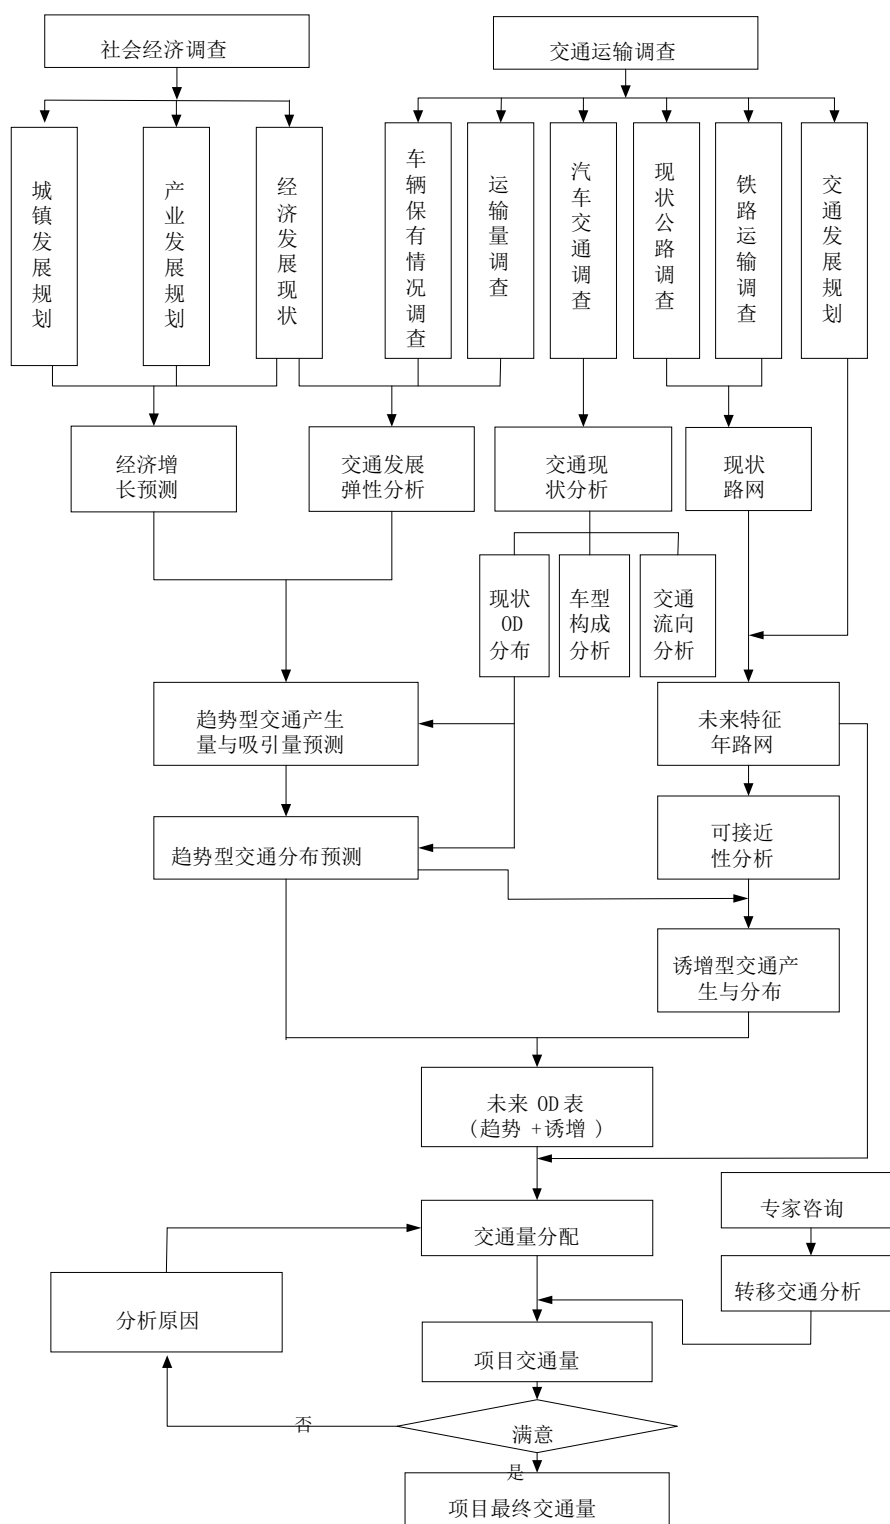 社会经济调查
交通运输调查
城镇发展规划
产业发展规划
经济发展现状
车辆保有情况调查
运输量调查
汽车交通调查
现状公路调查
铁路运输调查
交通发展规划
经济增
长预测
交通发展
弹性分析
交通现
状分析
现状
路网
现状
OD
分布
车型
构成
分析
交通
流向
分析
趋势型交通产生
量与吸引量预测
未来特征
年路网
可接近
性分析
趋势型交通分布预测
诱增型交通产
生与分布
未来 OD表
(趋势 +诱增 )
专家咨询
交通量分配
转移交通分析
分析原因
项目交通量
否
满意
是
项目最终交通量